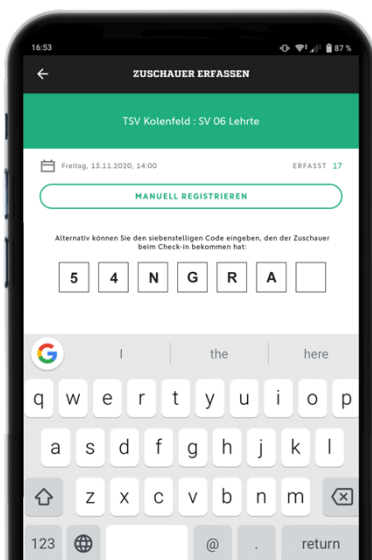 16:53
87 %
ZUSCHAUER ERFASSEN
TSV Kolenfeld : SV 06 Lehrte
Freitag, 13.11.2020, 14:00 ERFASST 17
MANUELL REGISTRIEREN
Alternativ können Sie den siebenstelligen Code eingeben, den der Zuschauer
beim Check-in bekommen hat:
5 4 N G R A
G I the here
q w e r t y u i o p
a s d f g h j k l
z x c v b n m
123 @ . return